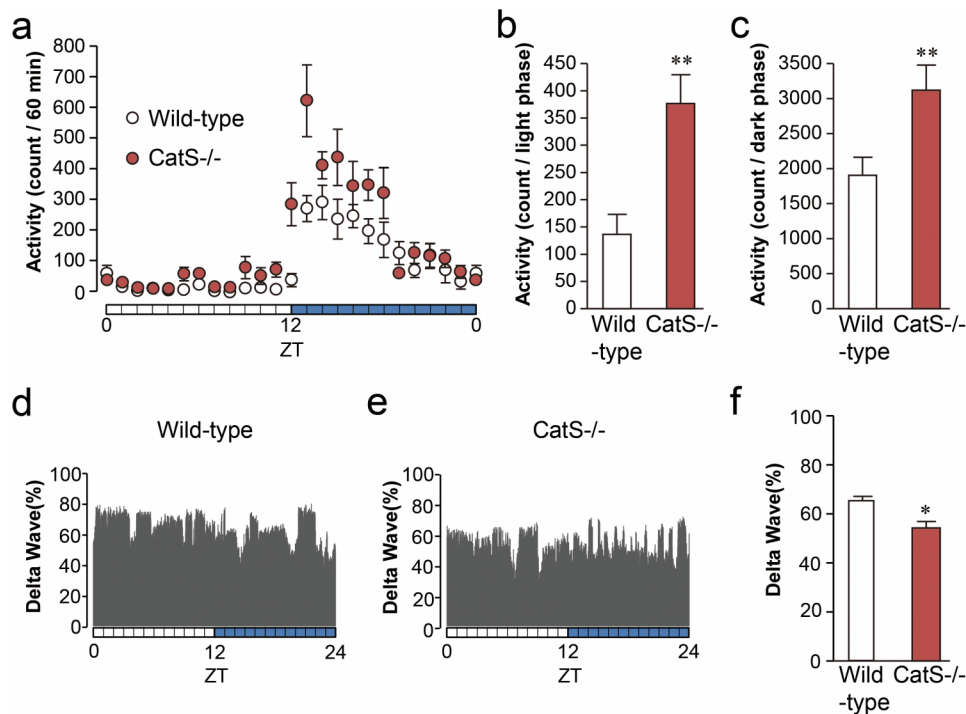 a
Activity (count / 60 min)
800
700
600
500
400
300
200
100
0
Wild-type
CatS-/-
0
12
0
ZT
b
Activity (count / light phase)
450
400
350
300
250
200
150
100
50
0
**
Wild
-type
CatS-/-
c
Activity (count / dark phase)
3500
3000
2500
2000
1500
1000
500
0
**
Wild
-type
CatS-/-
d
Wild-type
Delta Wave(%)
100
80
60
40
20
0
0
12
24
ZT
e
CatS-/-
Delta Wave(%)
100
80
60
40
20
0
0
12
24
ZT
f
Delta Wave(%)
100
80
60
40
20
0
*
Wild
-type
CatS-/-